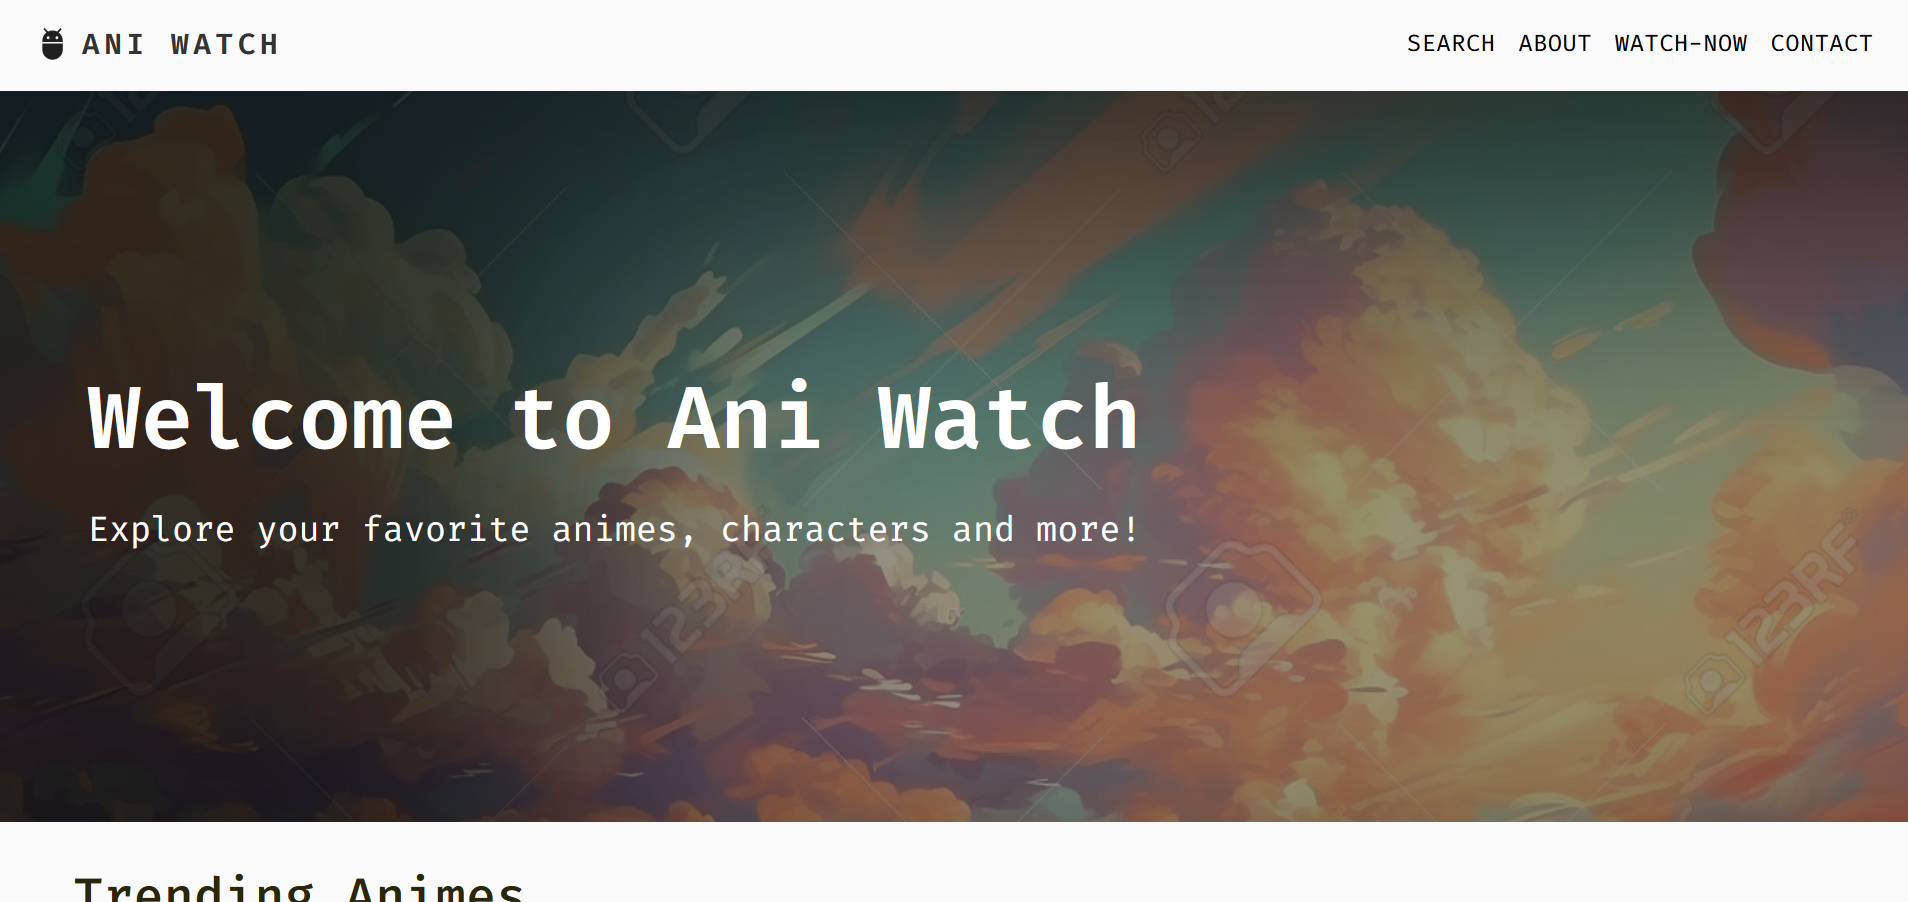 ANI WATCH
SEARCH ABOUT WATCH-NOW CONTACT
Welcome to Ani Watch
Explore your favorite animes, characters and more!
123RF
123RF
Trending Animes